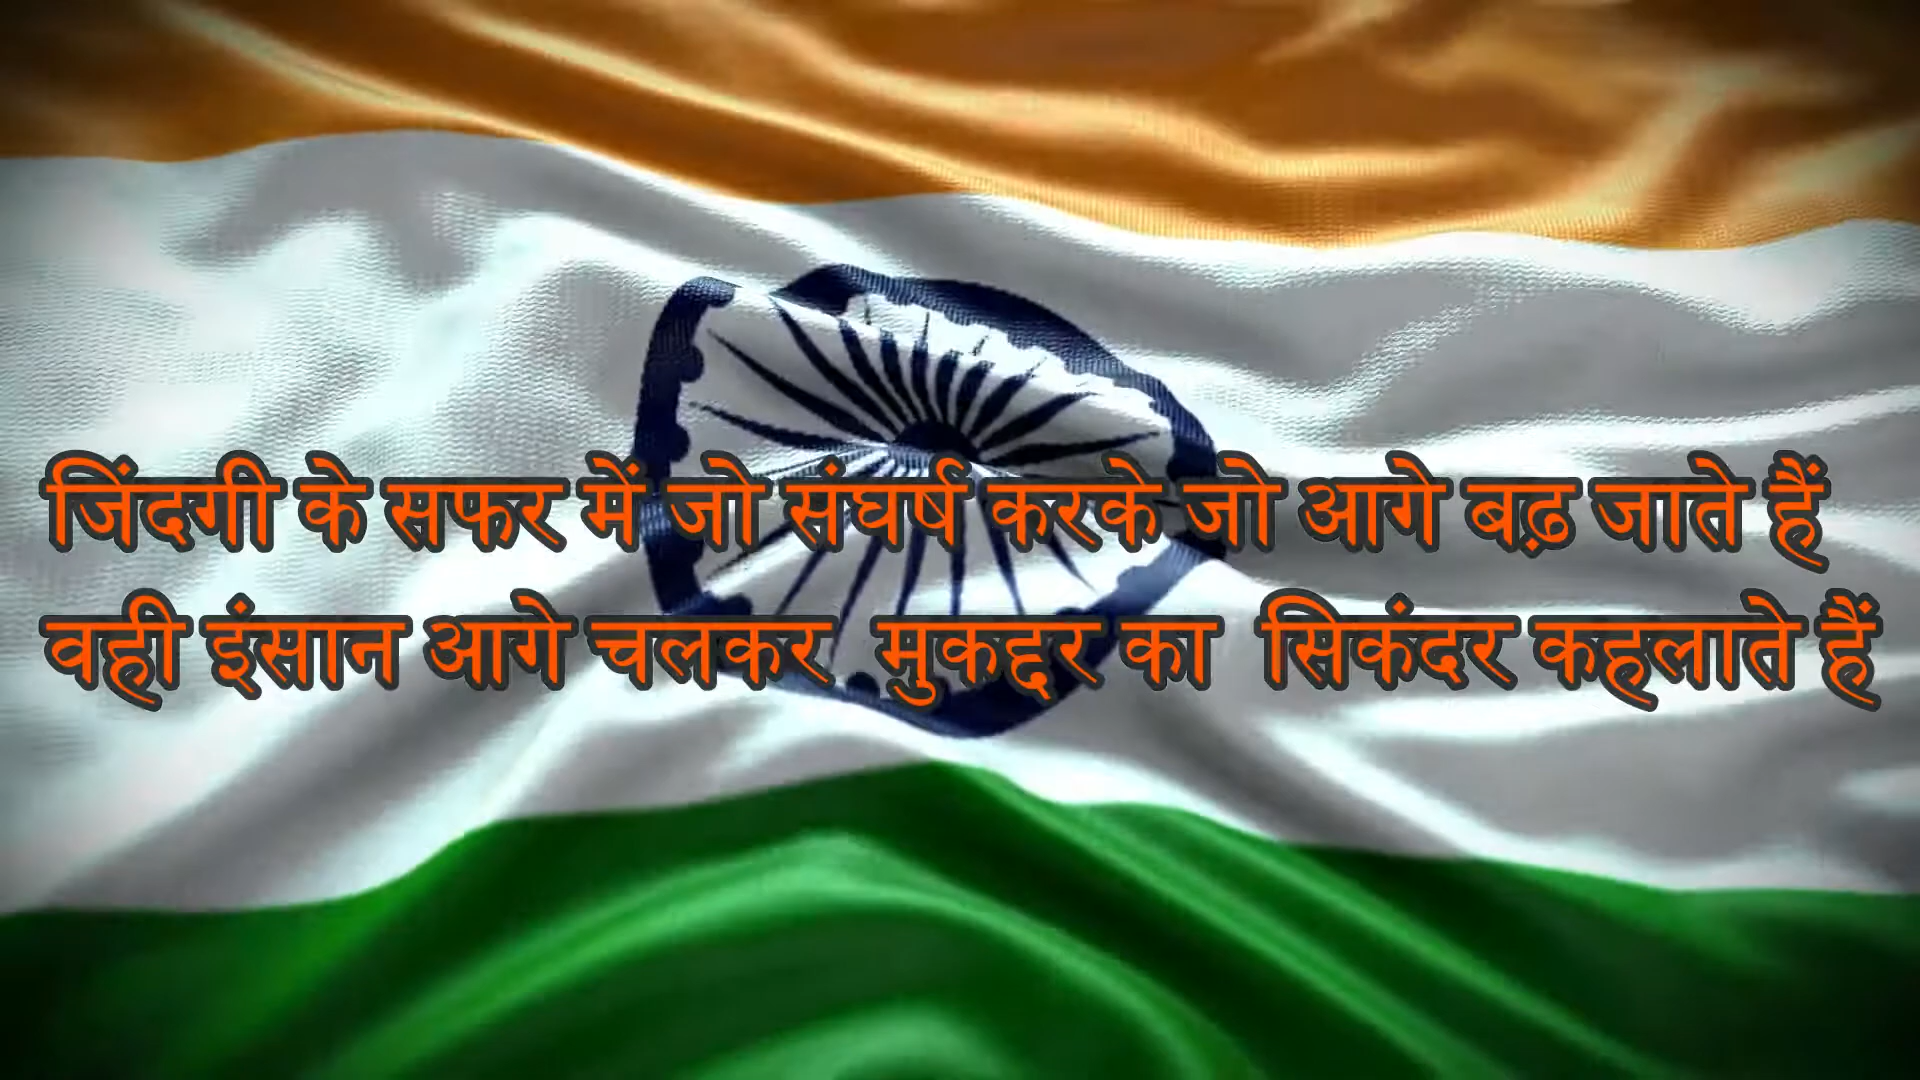 जिंदगी के सफर में जो संघर्ष करके जो आगे बढ़ जाते हैं
वही इंसान आगे चलकर मुकद्दर का सिकंदर कहलाते हैं